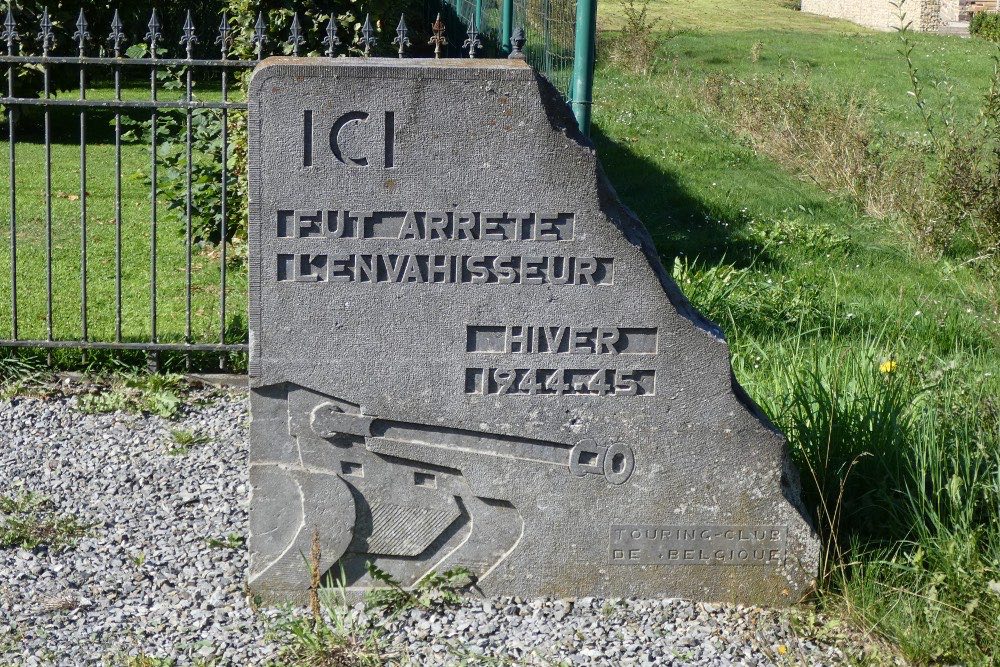 ICI
FUT ARRETE
L'ENVAHISSEUR
HIVER
1944-45
TOURING-CLUB
DE BELGIQUE